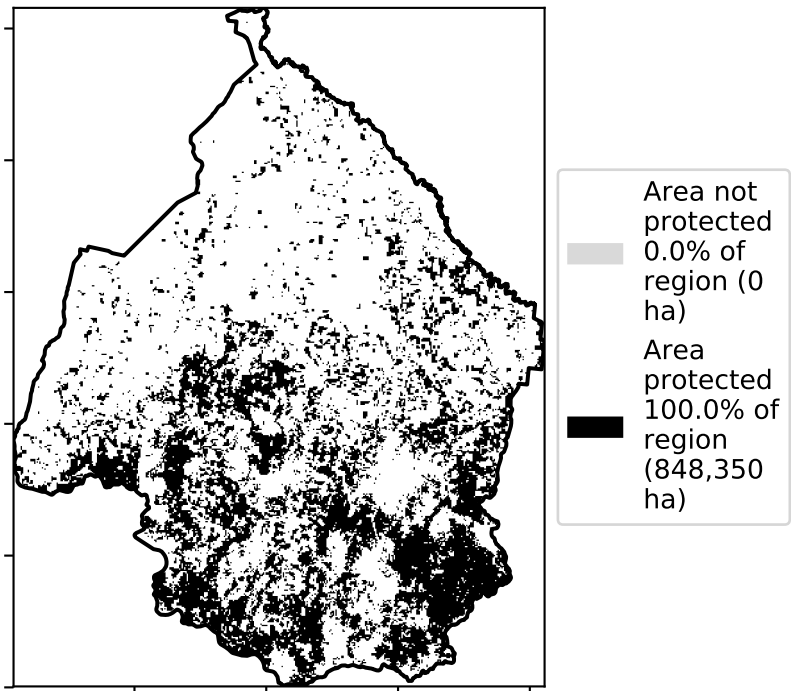 Area not
protected
0.0% of
region (0
ha)
Area
protected
100.0% of
region
(848,350
ha)